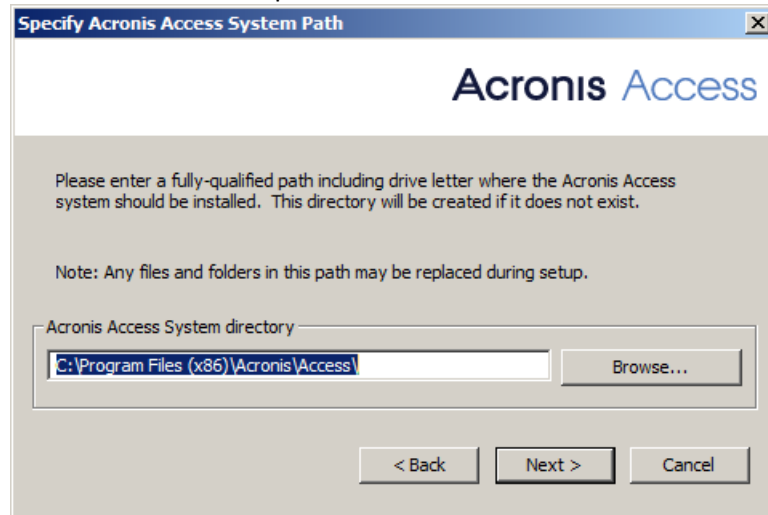 Specify Acronis Access System Path
Acronis Access
Please enter a fully-qualified path including drive letter where the Acronis Access
system should be installed.  This directory will be created if it does not exist.
Note: Any files and folders in this path may be replaced during setup.
Acronis Access System directory
C:\Program Files (x86)\Acronis\Access\
Browse...
< Back
Next >
Cancel